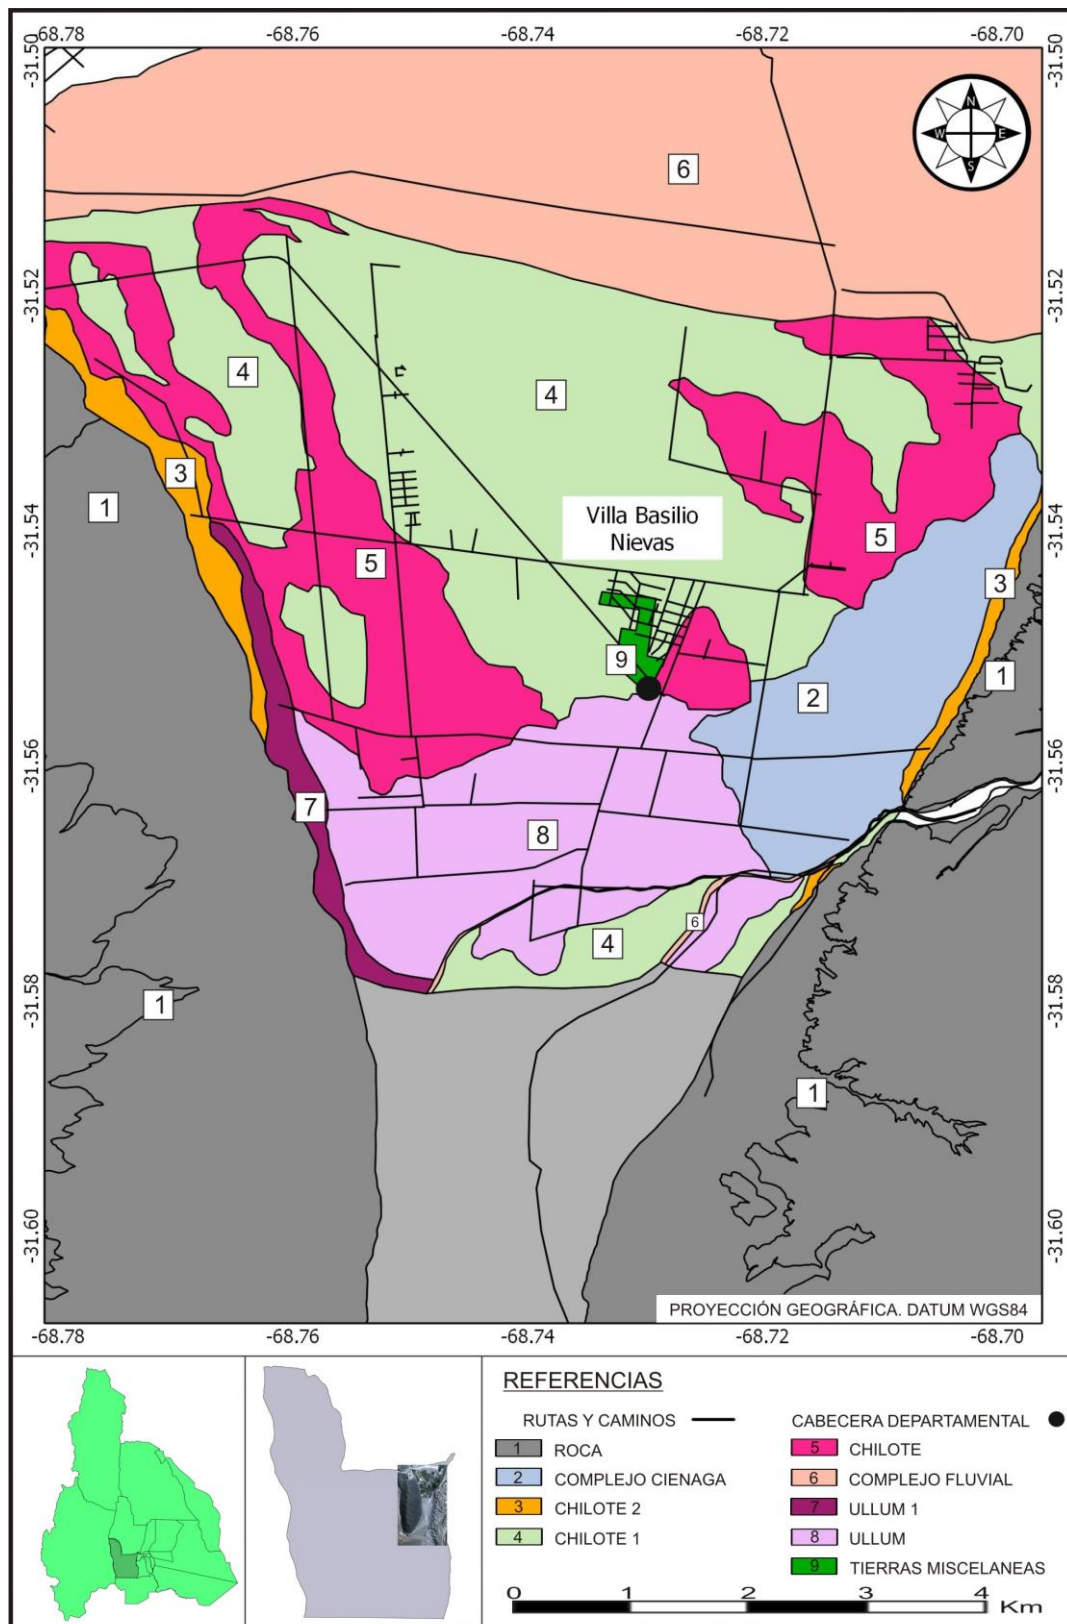 -68.78 -68.76 -68.74 -68.72 -68.70
-31.50 -31.50
N
W E
S
6
-31.52 -31.52
4
4
3
1
-31.54 -31.54
Villa Basilio
Nievas
5
5
3
9
1
2
-31.56 -31.56
7
8
6
4
-31.58 -31.58
1
1
-31.60 -31.60
PROYECCIÓN GEOGRÁFICA. DATUM WGS84
-68.78 -68.76 -68.74 -68.72 -68.70
REFERENCIAS
RUTAS Y CAMINOS
CABECERA DEPARTAMENTAL
1 ROCA
2 COMPLEJO CIENAGA
3 CHILOTE 2
4 CHILOTE 1
5 CHILOTE
6 COMPLEJO FLUVIAL
7 ULLUM 1
8 ULLUM
9 TIERRAS MISCELANEAS
0 1 2 3 4
Km